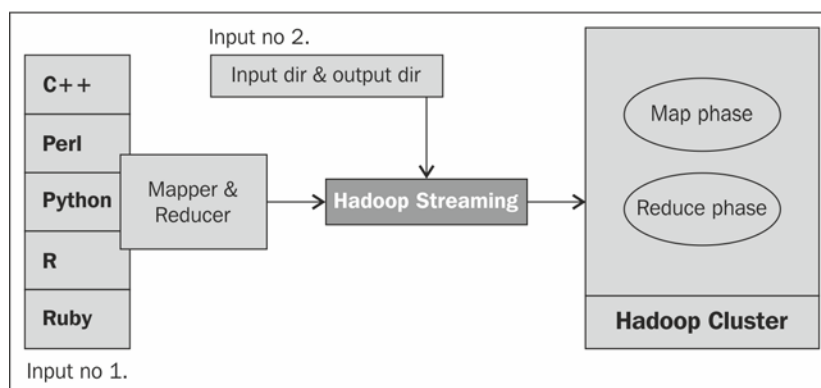 Input no 2.
Input dir & output dir
C++
Perl
Python
R
Ruby
Mapper &
Reducer
Hadoop Streaming
Map phase
Reduce phase
Hadoop Cluster
Input no 1.